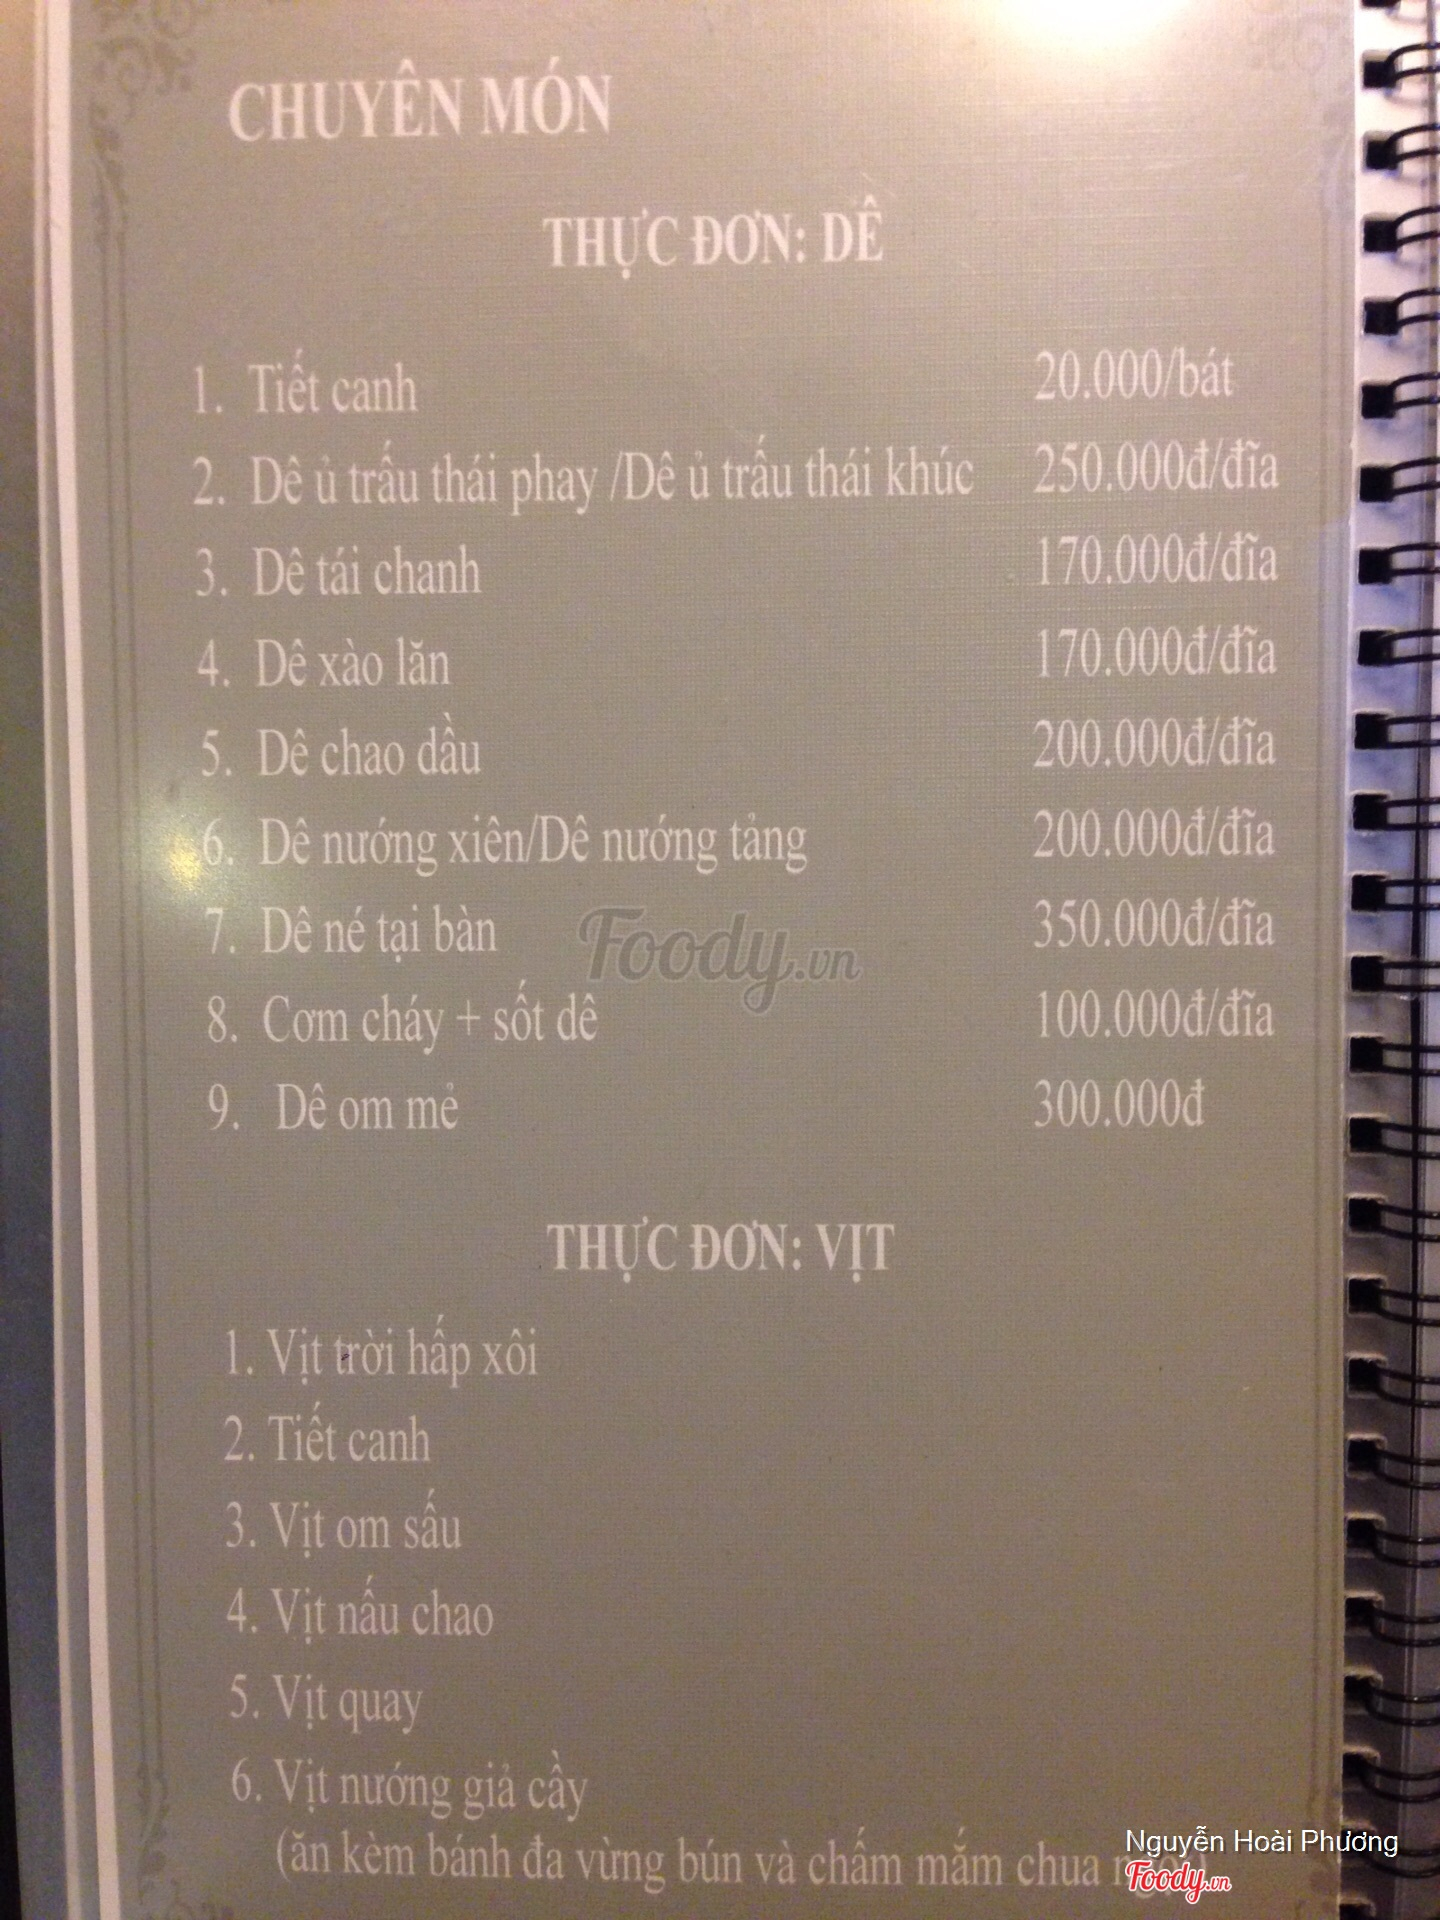 CHUYÊN MÓN
THỰC ĐƠN: DÊ
1. Tiết canh 20.000/bát
2. Dê ủ trấu thái phay /Dê ủ trấu thái khúc 250.000đ/đĩa
3. Dê tái chanh 170.000đ/đĩa
4. Dê xào lăn 170.000đ/đĩa
5. Dê chao dầu 200.000đ/đĩa
6. Dê nướng xiên/Dê nướng tảng 200.000đ/đĩa
7. Dê né tại bàn 350.000đ/đĩa
Foody.vn
8. Cơm cháy + sốt dê 100.000đ/đĩa
9. Dê om mẻ 300.000đ
THỰC ĐƠN: VỊT
1. Vịt trời hấp xôi
2. Tiết canh
3. Vịt om sấu
4. Vịt nấu chao
5. Vịt quay
6. Vịt nướng giả cầy
(ăn kèm bánh đa vừng bún và chấm mắm chua
Nguyễn Hoài Phương
Foody.vn